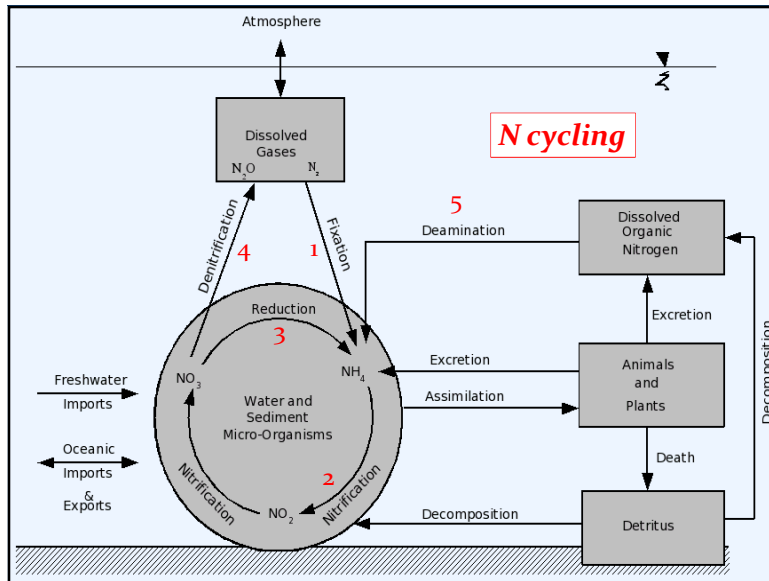 Atmosphere
Dissolved
Gases
N2O
N2
N cycling
5
Deamination
Dissolved
Organic
Nitrogen
Denitrification
4
1
Fixation
Excretion
Decomposition
Reduction
3
NO3
NH4
Excretion
Animals
and
Plants
Assimilation
Freshwater
Imports
Water and
Sediment
Micro-Organisms
Oceanic
Imports
&
Exports
Death
Nitrification
2
Nitrification
NO2
Decomposition
Detritus